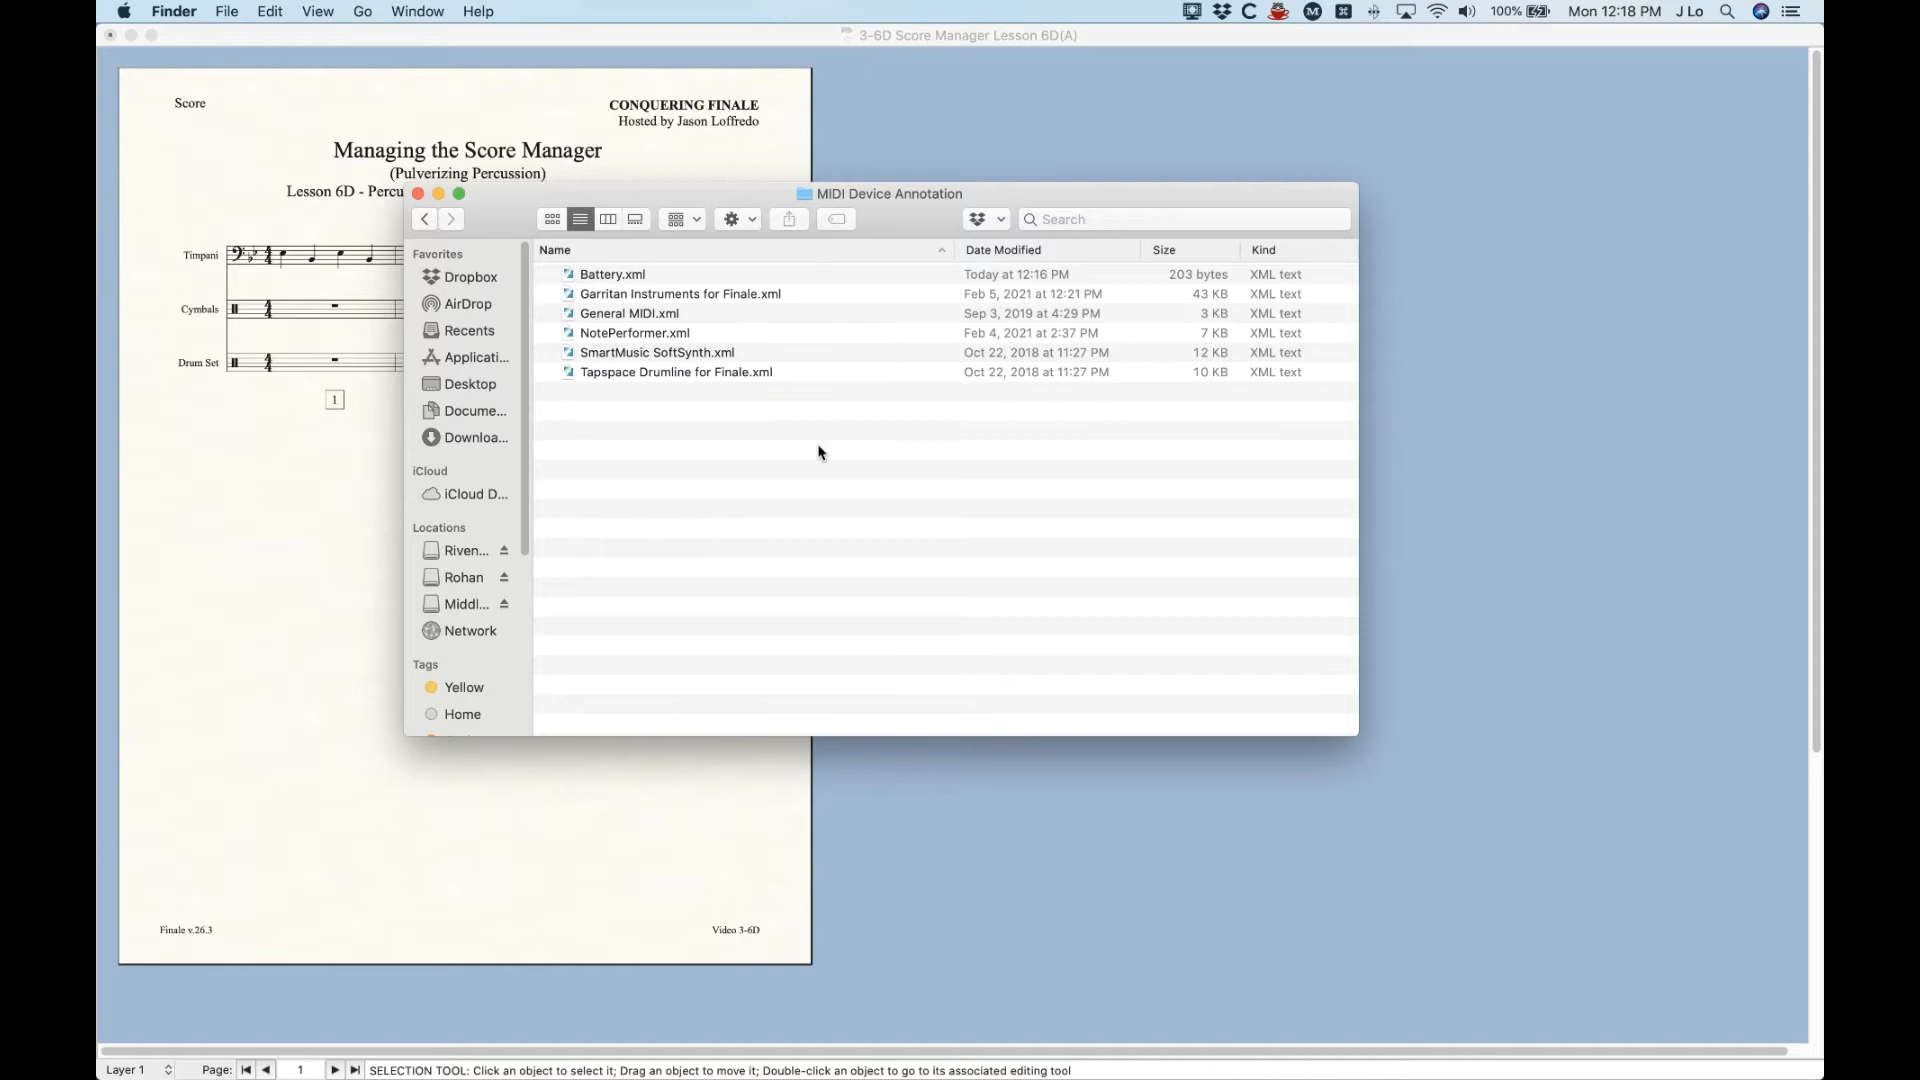 Finder File Edit View Go Window Help 100% Mon 12:18 PM J Lo
3-6D Score Manager Lesson 6D(A)
Score
CONQUERING FINALE
Hosted by Jason Loffredo
Managing the Score Manager
(Pulverizing Percussion)
Lesson 6D - Percu
Timpani
Cymbals
Drum Set
1
MIDI Device Annotation
Search
Favorites
Dropbox
AirDrop
Recents
Applicati...
Desktop
Docume...
Downloa...
iCloud
iCloud D...
Locations
Riven...
Rohan
Middl...
Network
Tags
Yellow
Home
Name Date Modified Size Kind
Battery.xml Today at 12:16 PM 203 bytes XML text
Garritan Instruments for Finale.xml Feb 5, 2021 at 12:21 PM 43 KB XML text
General MIDI.xml Sep 3, 2019 at 4:29 PM 3 KB XML text
NotePerformer.xml Feb 4, 2021 at 2:37 PM 7 KB XML text
SmartMusic SoftSynth.xml Oct 22, 2018 at 11:27 PM 12 KB XML text
Tapspace Drumline for Finale.xml Oct 22, 2018 at 11:27 PM 10 KB XML text
Finale v.26.3
Video 3-6D
Layer 1 Page: 1 SELECTION TOOL: Click an object to select it; Drag an object to move it; Double-click an object to go to its associated editing tool